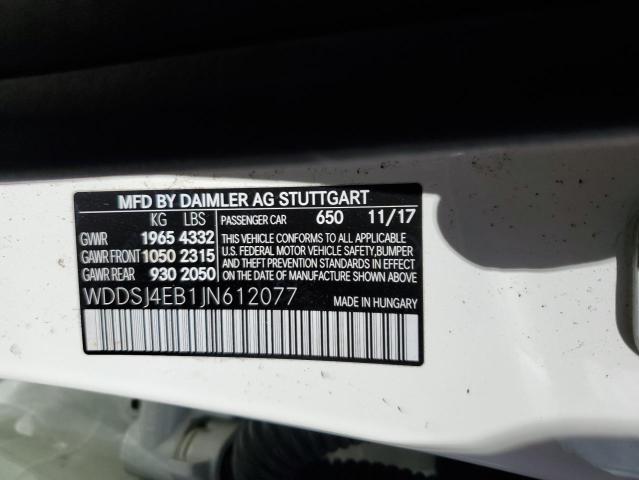 MFD BY DAIMLER AG STUTTGART
KG LBS PASSENGER CAR 650 11/17
GVWR 1965 4332 THIS VEHICLE CONFORMS TO ALL APPLICABLE
GAWR FRONT 1050 2315 U.S. FEDERAL MOTOR VEHICLE SAFETY, BUMPER
AND THEFT PREVENTION STANDARDS IN EFFECT
GAWR REAR 930 2050 ON THE DATE OF MANUFACTURE SHOWN ABOVE.
WDDSJ4EB1JN612077 MADE IN HUNGARY